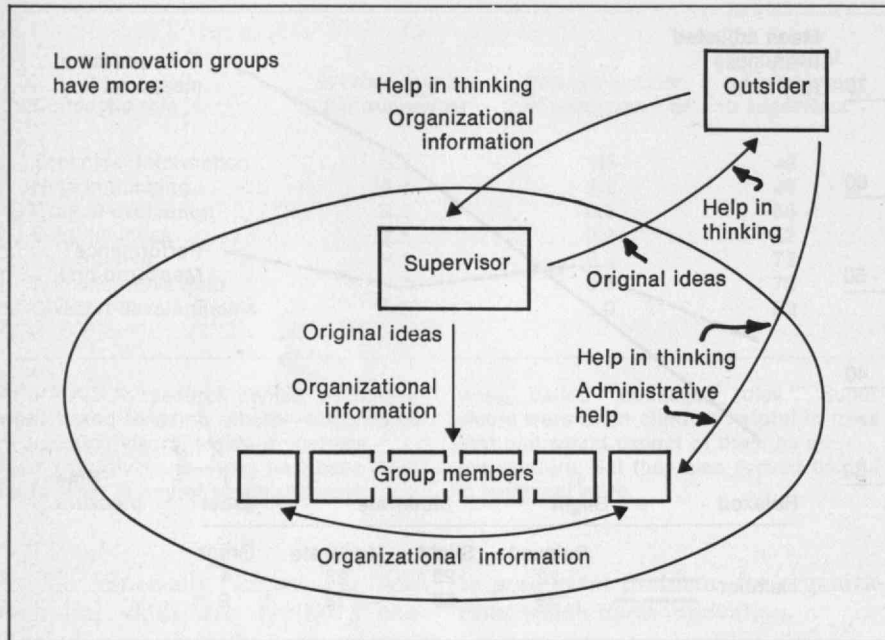 Low innovation groups
have more:
Help in thinking
Organizational
information
Outsider
Help in
thinking
Supervisor
Original ideas
Original ideas
Organizational
information
Help in thinking
Administrative
help
Group members
Organizational information